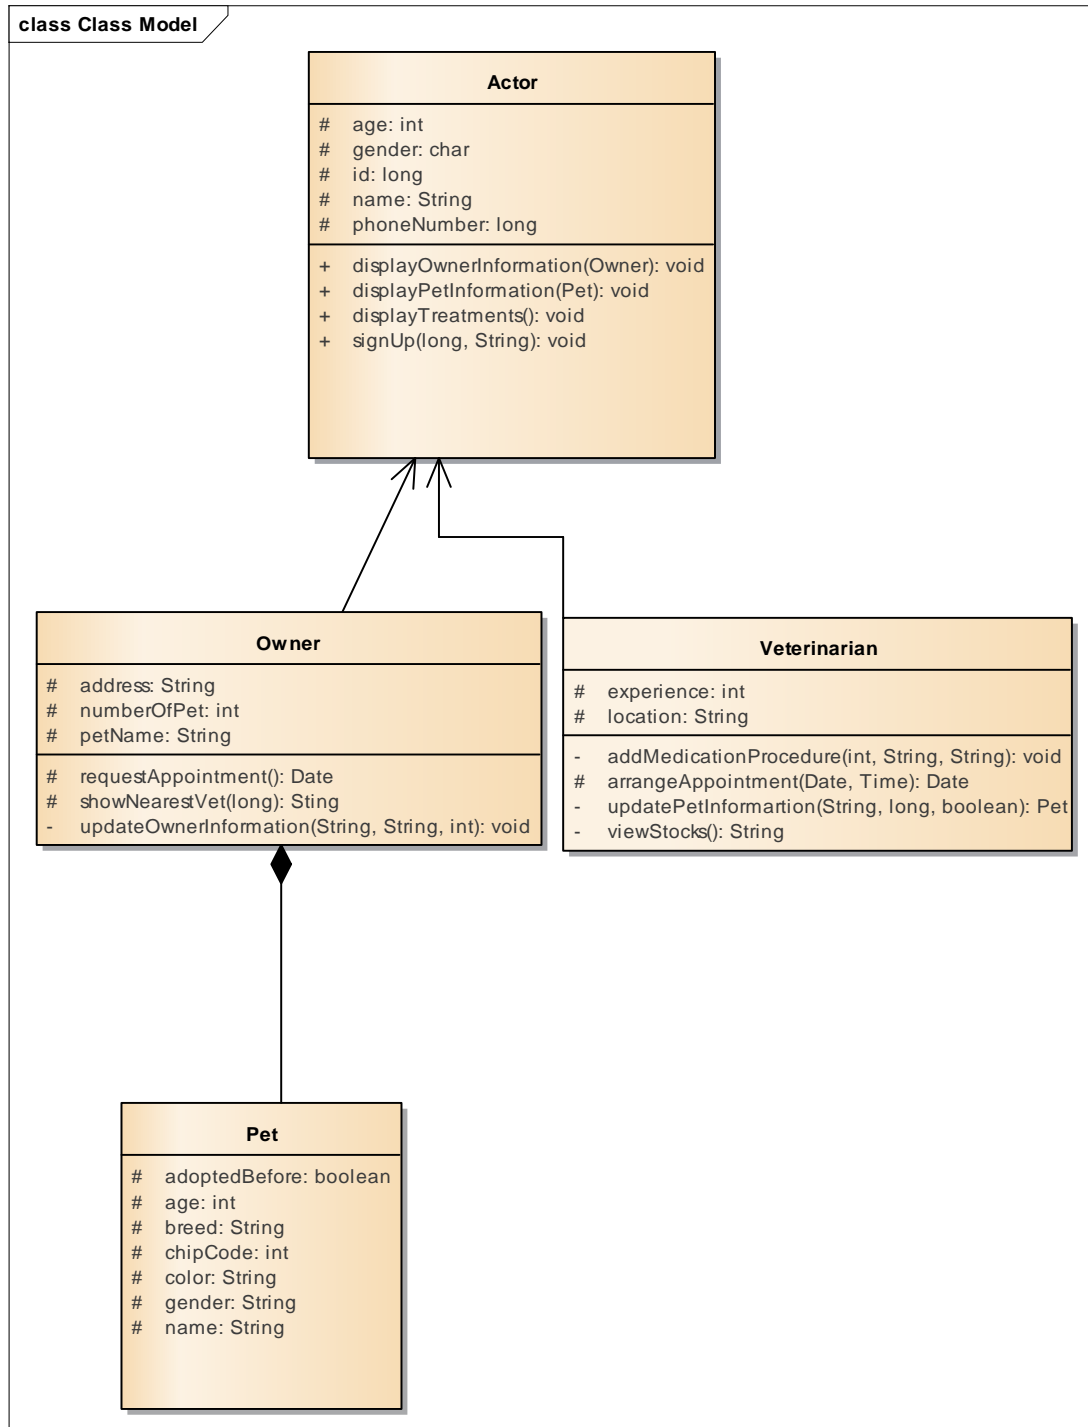 class Class Model
Actor
# age: int
# gender: char
# id: long
# name: String
# phoneNumber: long
+ displayOwnerInformation(Owner): void
+ displayPetInformation(Pet): void
+ displayTreatments(): void
+ signUp(long, String): void
Owner
# address: String
# numberOfPet: int
# petName: String
# requestAppointment(): Date
# showNearestVet(long): Sting
- updateOwnerInformation(String, String, int): void
Veterinarian
# experience: int
# location: String
- addMedicationProcedure(int, String, String): void
# arrangeAppointment(Date, Time): Date
- updatePetInformartion(String, long, boolean): Pet
- viewStocks(): String
Pet
# adoptedBefore: boolean
# age: int
# breed: String
# chipCode: int
# color: String
# gender: String
# name: String